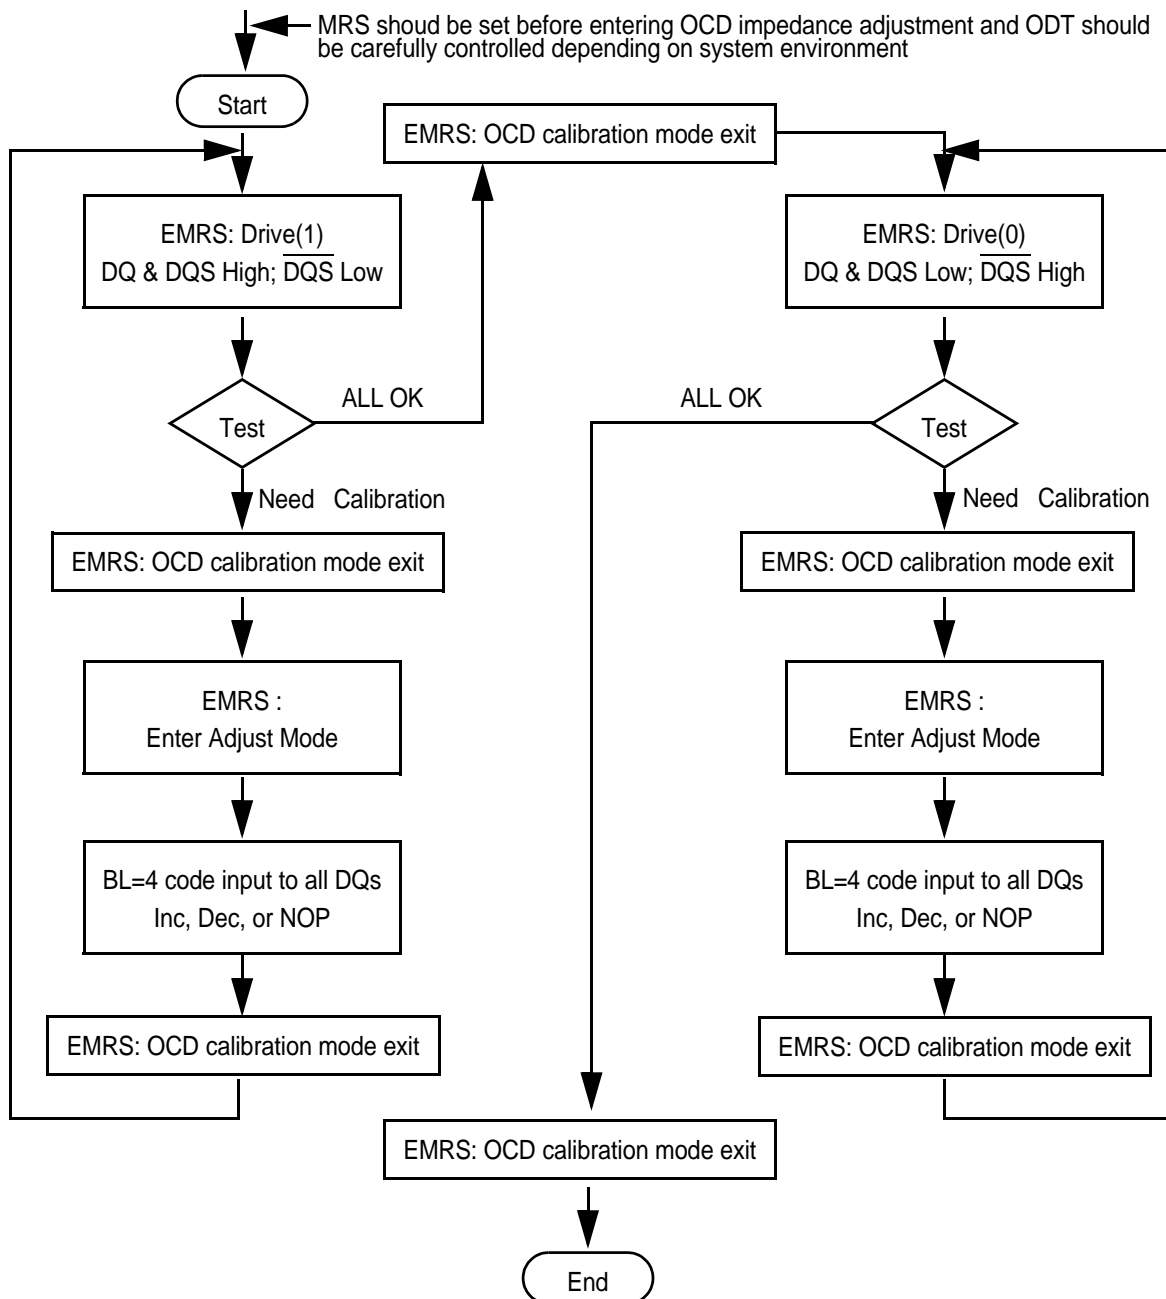 MRS shoud be set before entering OCD impedance adjustment and ODT should
be carefully controlled depending on system environment
Start
EMRS: OCD calibration mode exit
EMRS: Drive(1)
DQ & DQS High; D̅Q̅S̅ Low
EMRS: Drive(0)
DQ & DQS Low; D̅Q̅S̅ High
ALL OK
Test
ALL OK
Test
Need Calibration
Need Calibration
EMRS: OCD calibration mode exit
EMRS: OCD calibration mode exit
EMRS :
Enter Adjust Mode
EMRS :
Enter Adjust Mode
BL=4 code input to all DQs
Inc, Dec, or NOP
BL=4 code input to all DQs
Inc, Dec, or NOP
EMRS: OCD calibration mode exit
EMRS: OCD calibration mode exit
EMRS: OCD calibration mode exit
End